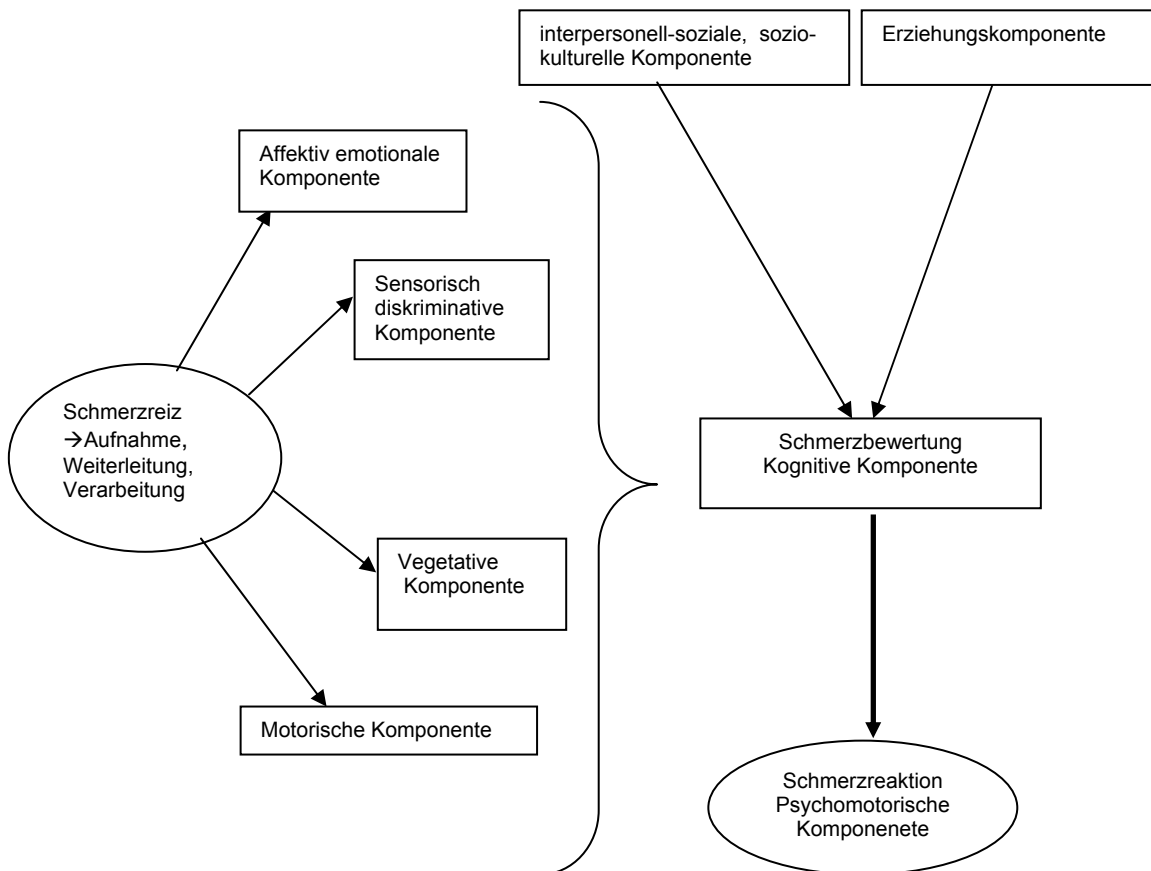 interpersonell-soziale, sozio-
kulturelle Komponente
Erziehungskomponente
Affektiv emotionale
Komponente
Sensorisch
diskriminative
Komponente
Schmerzreiz
→Aufnahme,
Weiterleitung,
Verarbeitung
Schmerzbewertung
Kognitive Komponente
Vegetative
Komponente
Motorische Komponente
Schmerzreaktion
Psychomotorische
Komponenete